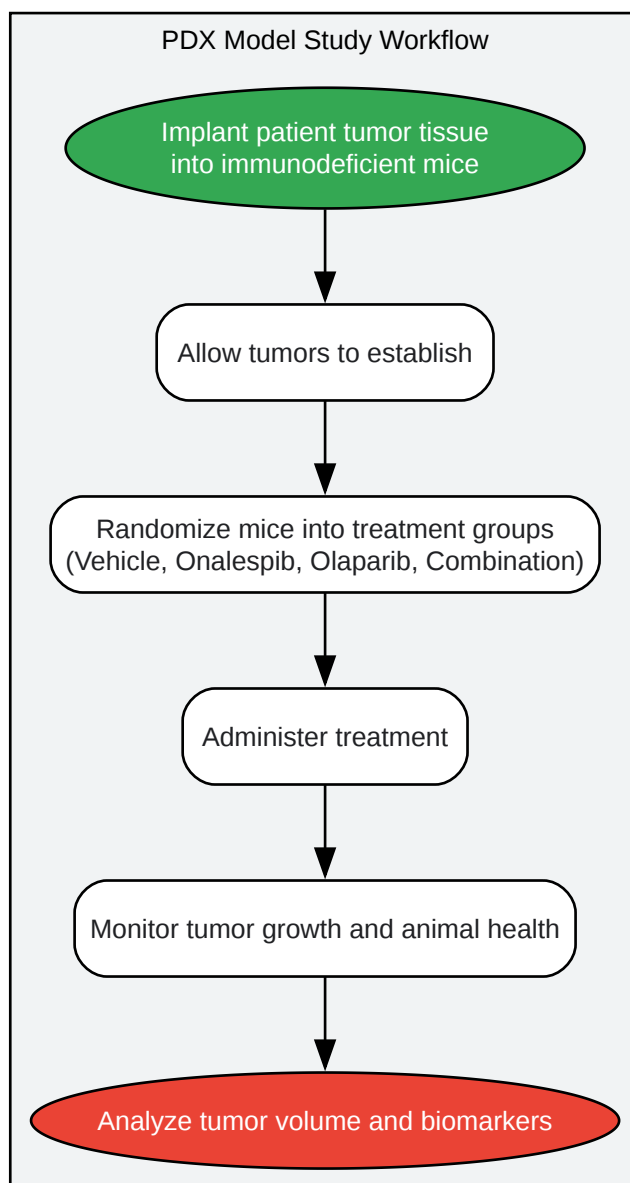 PDX Model Study Workflow
Implant patient tumor tissue
into immunodeficient mice
Allow tumors to establish
Randomize mice into treatment groups
(Vehicle, Onalespib, Olaparib, Combination)
Administer treatment
Monitor tumor growth and animal health
Analyze tumor volume and biomarkers